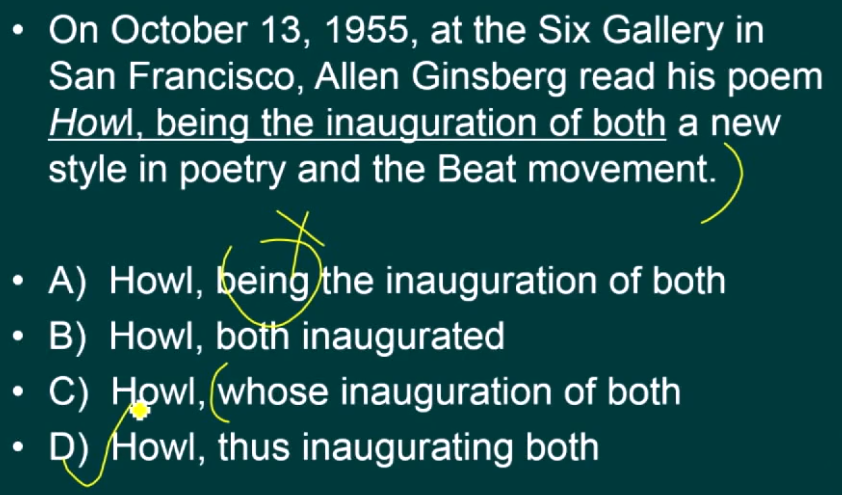 • On October 13, 1955, at the Six Gallery in
San Francisco, Allen Ginsberg read his poem
Howl, being the inauguration of both a new
style in poetry and the Beat movement.
• A) Howl, being the inauguration of both
• B) Howl, both inaugurated
• C) Howl, whose inauguration of both
• D) Howl, thus inaugurating both